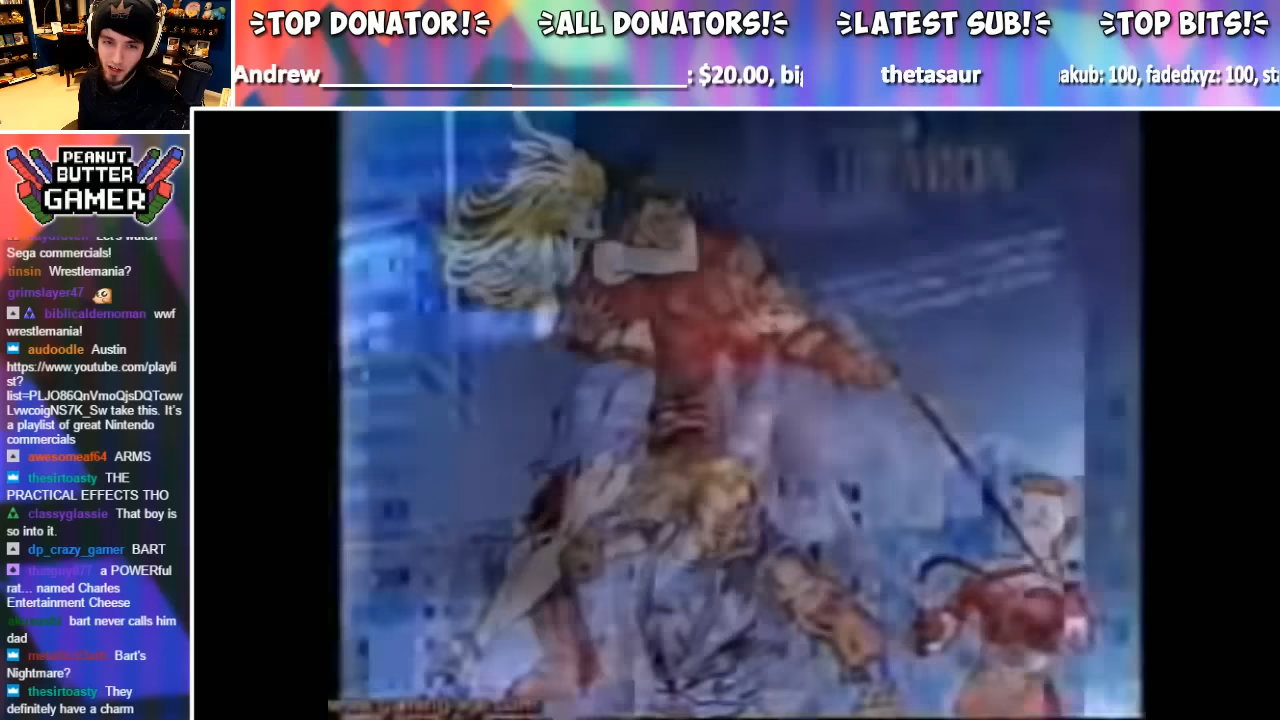 TOP DONATOR!
ALL DONATORS!
LATEST SUB!
TOP BITS!
Andrew
: $20.00, bi
thetasaur
akub: 100, fadedxyz: 100, st
PEANUT
BUTTER
GAMER
Let's watch
Sega commercials!
tinsin Wrestlemania?
grimslayer47
biblicaldemoman wwf
wrestlemania!
audoodle Austin
https://www.youtube.com/playli
st?
list=PLJO86QnVmoQjsDQTcww
LvwcoigNS7K_Sw take this. It's
a playlist of great Nintendo
commercials
awesomeaf64 ARMS
thesirtoasty THE
PRACTICAL EFFECTS THO
classyglassie That boy is
so into it.
dp_crazy_gamer BART
a POWERful
rat... named Charles
Entertainment Cheese
bart never calls him
dad
Bart's
Nightmare?
thesirtoasty They
definitely have a charm